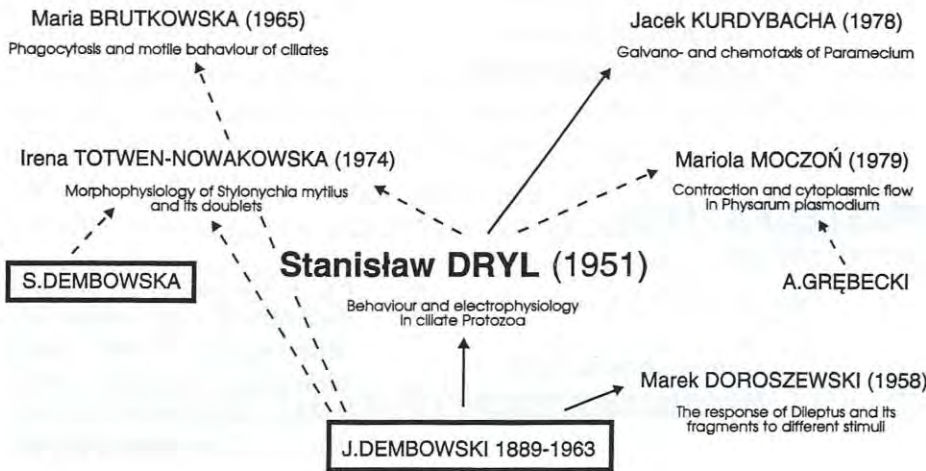 Maria BRUTKOWSKA (1965)
Phagocytosis and motile bahaviour of ciliates
Jacek KURDYBACHA (1978)
Galvano- and chemotaxis of Paramecium
Irena TOTWEN-NOWAKOWSKA (1974)
Morphophysiology of Stylonychia mytilus
and its doublets
Mariola MOCZOŃ (1979)
Contraction and cytoplasmic flow
in Physarum plasmodium
S.DEMBOWSKA
Stanisław DRYL (1951)
Behaviour and electrophysiology
in ciliate Protozoa
A.GRĘBECKI
Marek DOROSZEWSKI (1958)
The response of Dileptus and its
fragments to different stimuli
J.DEMBOWSKI 1889-1963